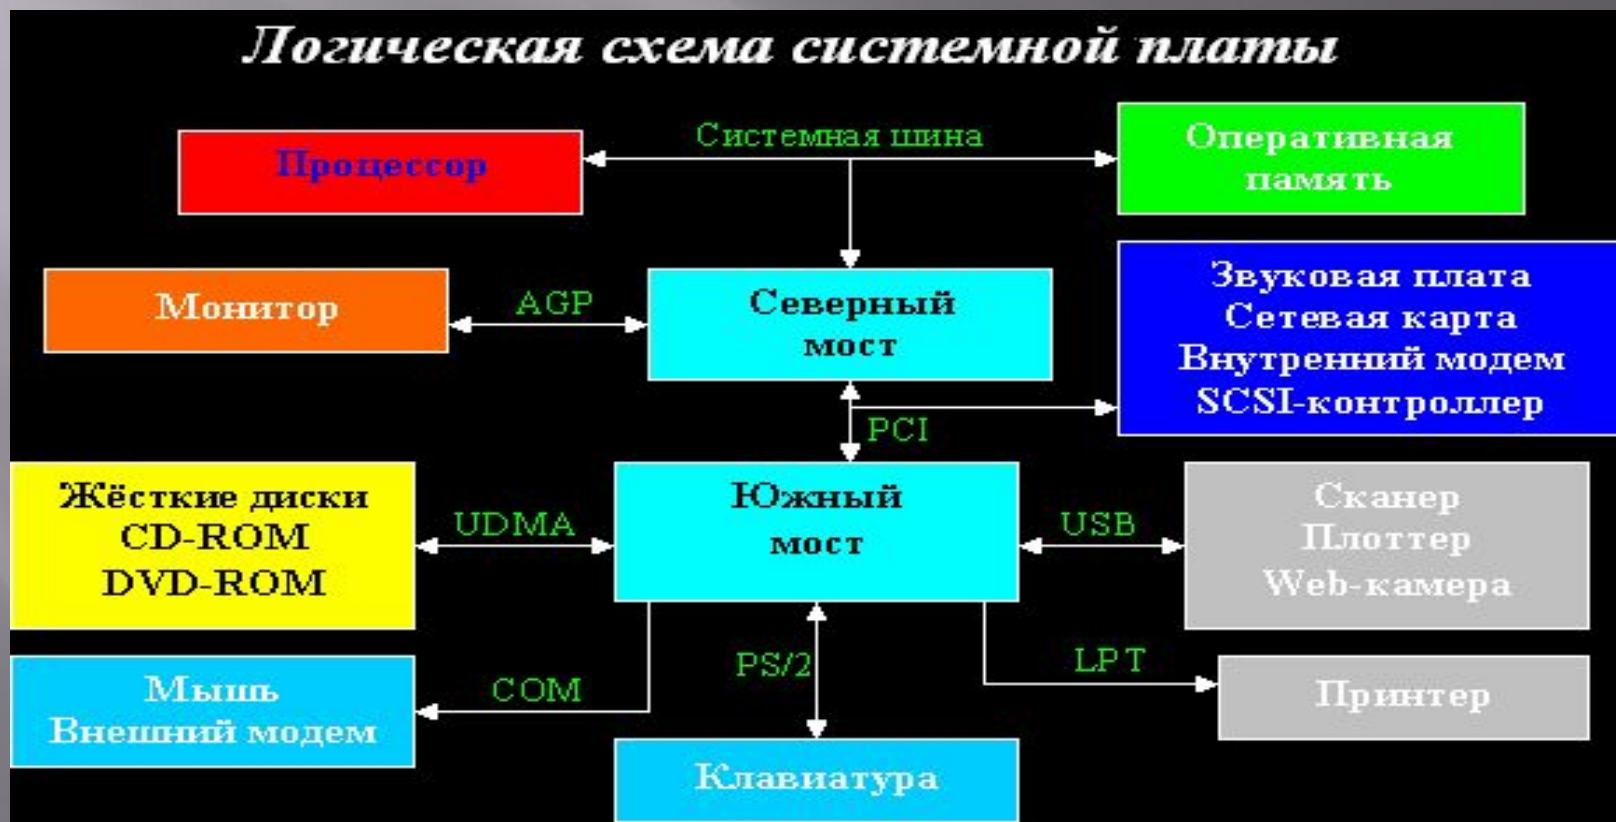 Логическая схема системной платы
Системная шина
Процессор
Оперативная
память
Монитор
AGP
Северный
мост
Звуковая плата
Сетевая карта
Внутренний модем
SCSI-контроллер
PCI
Жёсткие диски
CD-ROM
DVD-ROM
UDMA
Южный
мост
USB
Сканер
Плоттер
Web-камера
Мышь
Внешний модем
COM
PS/2
LPT
Принтер
Клавиатура